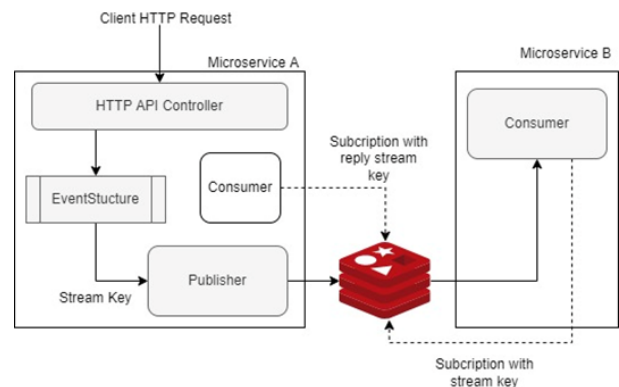 Client HTTP Request
Microservice A
Microservice B
HTTP API Controller
Consumer
Subcription with
reply stream
key
EventStucture
Consumer
Publisher
Stream Key
Subcription with
stream key